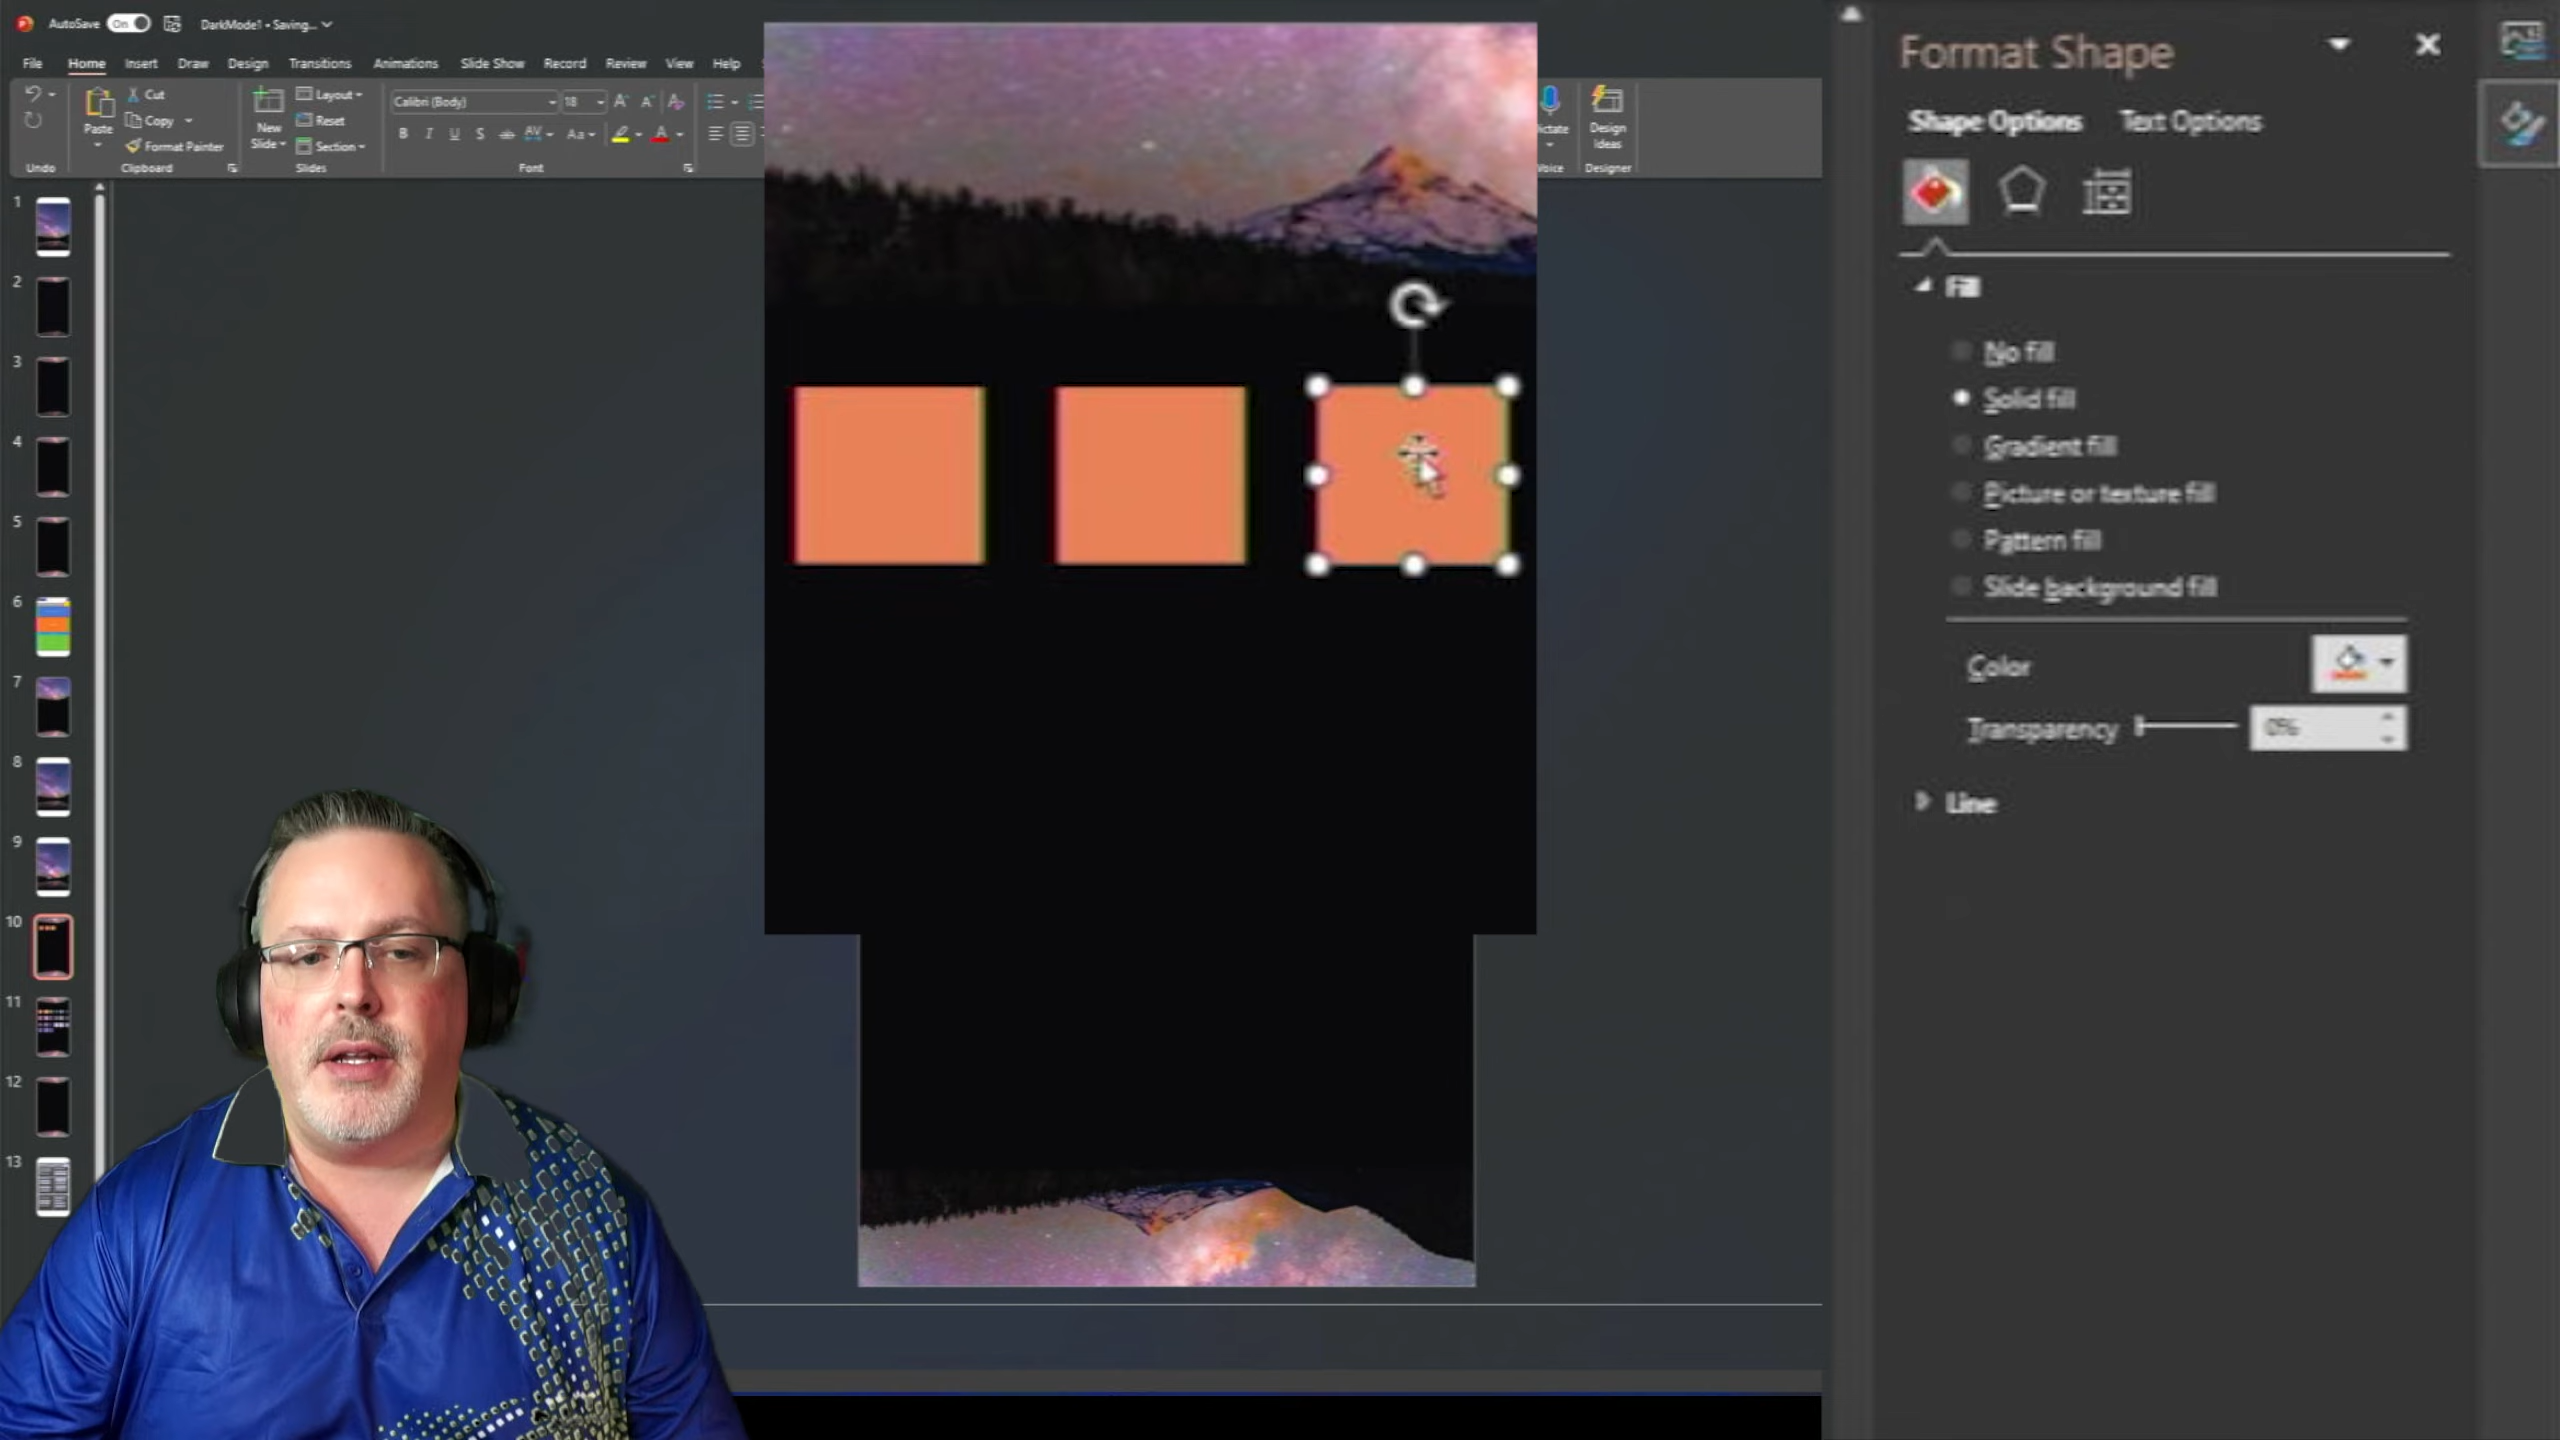 AutoSave On DarkMode1 • Saving...
File Home Insert Draw Design Transitions Animations Slide Show Record Review View Help
Cut
Copy
Format Painter
Paste
Undo Clipboard
New Slide
Layout
Reset
Section
Slides
Calibri (Body) 18
B I U S ab AV Aa A
Font
Design Ideas
Designer
1
2
3
4
5
6
7
8
9
10
11
12
13
Format Shape
Shape Options Text Options
Fill
No fill
Solid fill
Gradient fill
Picture or texture fill
Pattern fill
Slide background fill
Color
Transparency 0%
Line